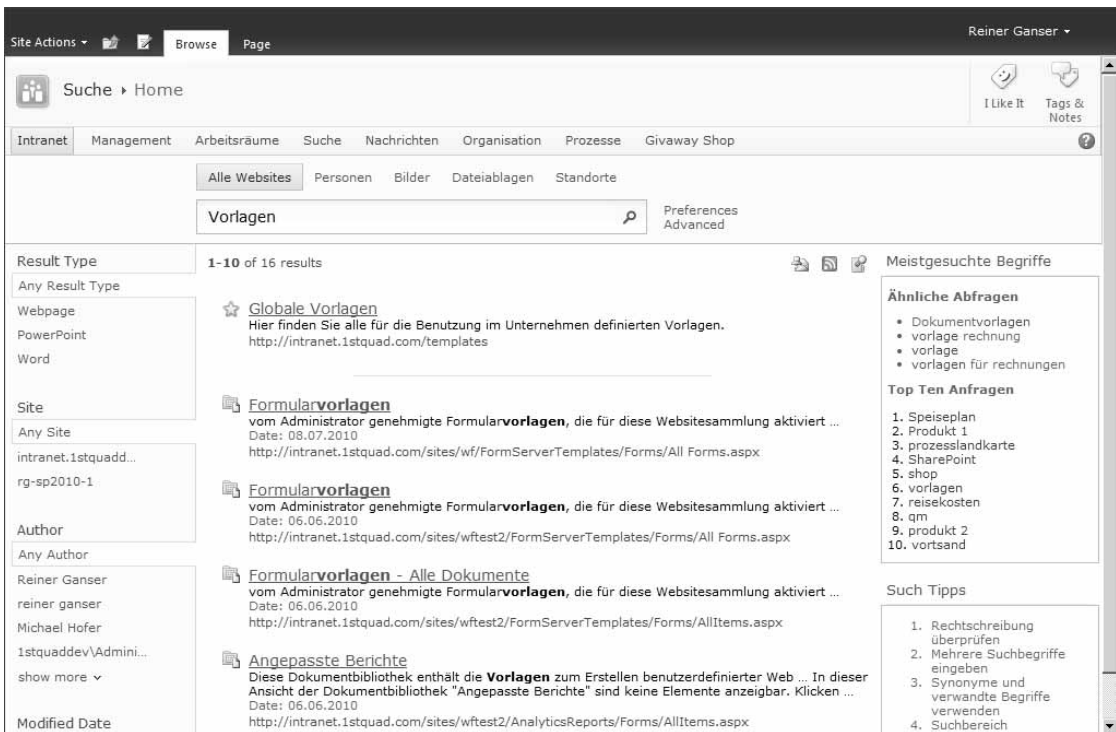 Reiner Ganser
Site Actions
Browse
Page
Suche ▸ Home
I Like It
Tags &
Notes
Intranet Management Arbeitsräume Suche Nachrichten Organisation Prozesse Givaway Shop
Alle Websites Personen Bilder Dateiablagen Standorte
Vorlagen
Preferences
Advanced
Result Type
Any Result Type
Webpage
PowerPoint
Word
Site
Any Site
intranet.1stquadd...
rg-sp2010-1
Author
Any Author
Reiner Ganser
reiner ganser
Michael Hofer
1stquaddev\Admini...
show more
Modified Date
1-10 of 16 results
Globale Vorlagen
Hier finden Sie alle für die Benutzung im Unternehmen definierten Vorlagen.
http://intranet.1stquad.com/templates
Formularvorlagen
vom Administrator genehmigte Formularvorlagen, die für diese Websitesammlung aktiviert ...
Date: 08.07.2010
http://intranet.1stquad.com/sites/wf/FormServerTemplates/Forms/All Forms.aspx
Formularvorlagen
vom Administrator genehmigte Formularvorlagen, die für diese Websitesammlung aktiviert ...
Date: 06.06.2010
http://intranet.1stquad.com/sites/wftest2/FormServerTemplates/Forms/All Forms.aspx
Formularvorlagen - Alle Dokumente
vom Administrator genehmigte Formularvorlagen, die für diese Websitesammlung aktiviert ...
Date: 06.06.2010
http://intranet.1stquad.com/sites/wftest2/FormServerTemplates/Forms/AllItems.aspx
Angepasste Berichte
Diese Dokumentbibliothek enthält die Vorlagen zum Erstellen benutzerdefinierter Web ... In dieser
Ansicht der Dokumentbibliothek "Angepasste Berichte" sind keine Elemente anzeigbar. Klicken ...
Date: 06.06.2010
http://intranet.1stquad.com/sites/wftest2/AnalyticsReports/Forms/AllItems.aspx
Meistgesuchte Begriffe
Ähnliche Abfragen
• Dokumentvorlagen
• vorlage rechnung
• vorlage
• vorlagen für rechnungen
Top Ten Anfragen
1. Speiseplan
2. Produkt 1
3. prozesslandkarte
4. SharePoint
5. shop
6. vorlagen
7. reisekosten
8. qm
9. produkt 2
10. vortsand
Such Tipps
1. Rechtschreibung
überprüfen
2. Mehrere Suchbegriffe
eingeben
3. Synonyme und
verwandte Begriffe
verwenden
4. Suchbereich